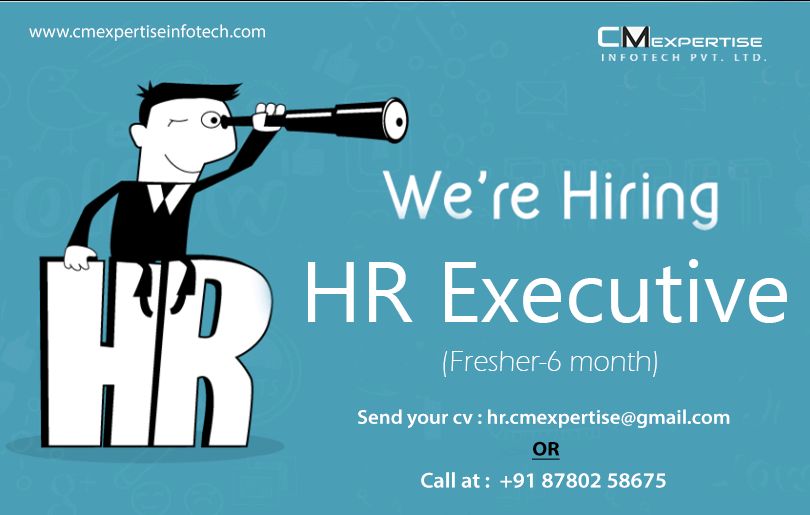 www.cmexpertiseinfotech.com
CMEXPERTISE
INFOTECH PVT. LTD.
We're Hiring
HR Executive
(Fresher-6 month)
HR
Send your cv : hr.cmexpertise@gmail.com
OR
Call at : +91 87802 58675